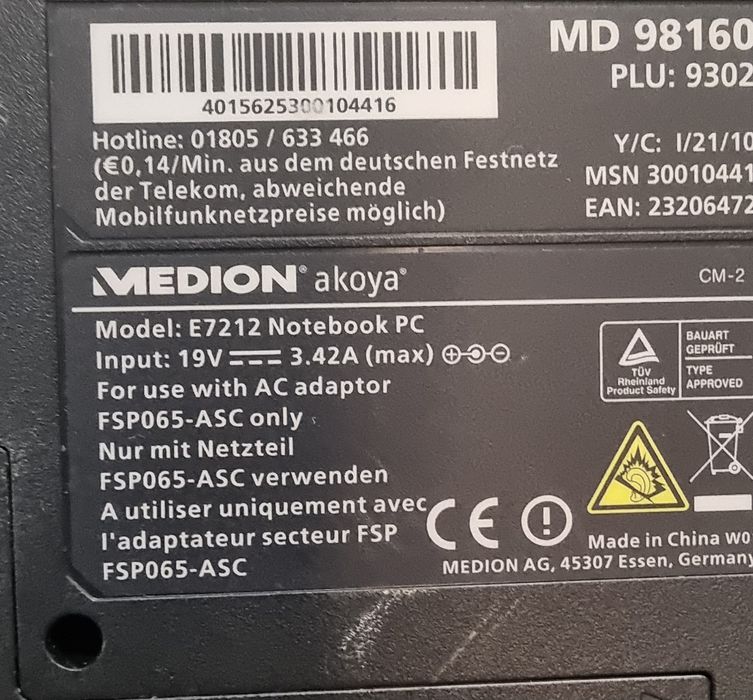 MD 98160
PLU: 9302
4015625300104416
Hotline: 01805 / 633 466
(€0,14/Min. aus dem deutschen Festnetz
der Telekom, abweichende
Mobilfunknetzpreise möglich)
Y/C: I/21/10
MSN 30010441
EAN: 23206472
MEDION® akoya®
CM-2
Model: E7212 Notebook PC
Input: 19V ⎓ 3.42A (max)
For use with AC adaptor
FSP065-ASC only
Nur mit Netzteil
FSP065-ASC verwenden
A utiliser uniquement avec
l'adaptateur secteur FSP
FSP065-ASC
TÜV
Rheinland
Product Safety
BAUART
GEPRÜFT
TYPE
APPROVED
CE
Made in China W0
MEDION AG, 45307 Essen, Germany